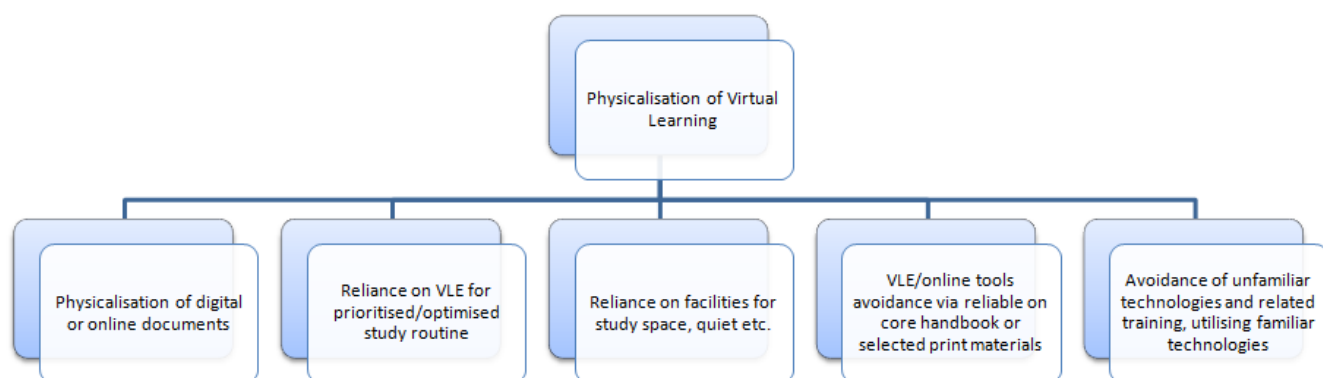 Physicalisation of Virtual
Learning
Physicalisation of digital
or online documents
Reliance on VLE for
prioritised/optimised
study routine
Reliance on facilities for
study space, quiet etc.
VLE/online tools
avoidance via reliable on
core handbook or
selected print materials
Avoidance of unfamiliar
technologies and related
training, utilising familiar
technologies